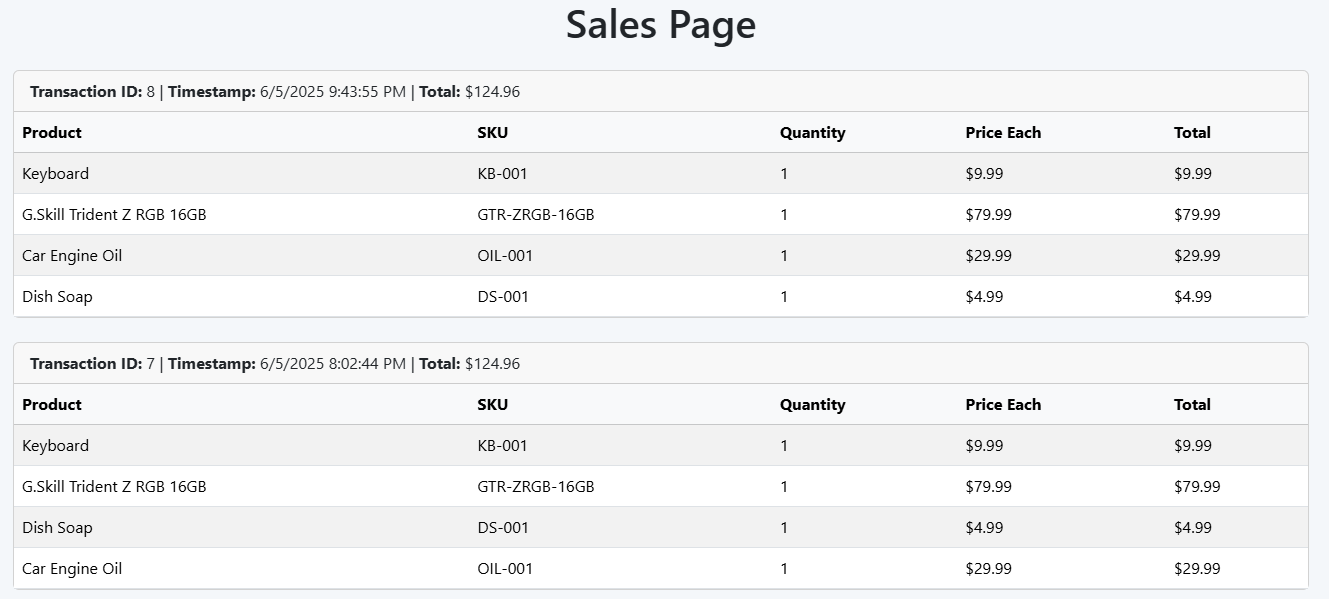 Sales Page
Transaction ID: 8 | Timestamp: 6/5/2025 9:43:55 PM | Total: $124.96
Product SKU Quantity Price Each Total
Keyboard KB-001 1 $9.99 $9.99
G.Skill Trident Z RGB 16GB GTR-ZRGB-16GB 1 $79.99 $79.99
Car Engine Oil OIL-001 1 $29.99 $29.99
Dish Soap DS-001 1 $4.99 $4.99
Transaction ID: 7 | Timestamp: 6/5/2025 8:02:44 PM | Total: $124.96
Product SKU Quantity Price Each Total
Keyboard KB-001 1 $9.99 $9.99
G.Skill Trident Z RGB 16GB GTR-ZRGB-16GB 1 $79.99 $79.99
Dish Soap DS-001 1 $4.99 $4.99
Car Engine Oil OIL-001 1 $29.99 $29.99